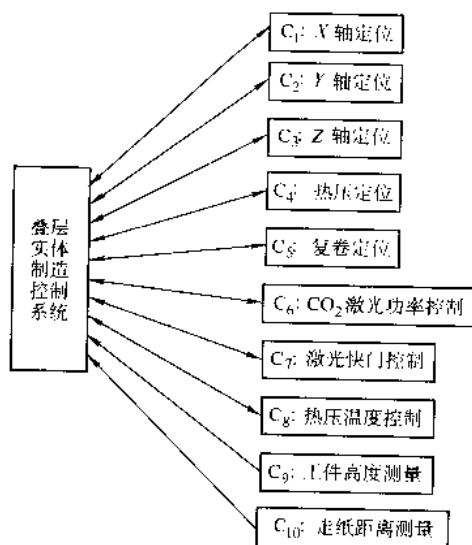 C₁: X 轴定位
C₂: Y 轴定位
C₃: Z 轴定位
C₄: 热压定位
C₅: 复卷定位
C₆: CO₂激光功率控制
C₇: 激光快门控制
C₈: 热压温度控制
C₉: 工件高度测量
C₁₀: 走纸距离测量
叠层
实体
制造
控制
系统